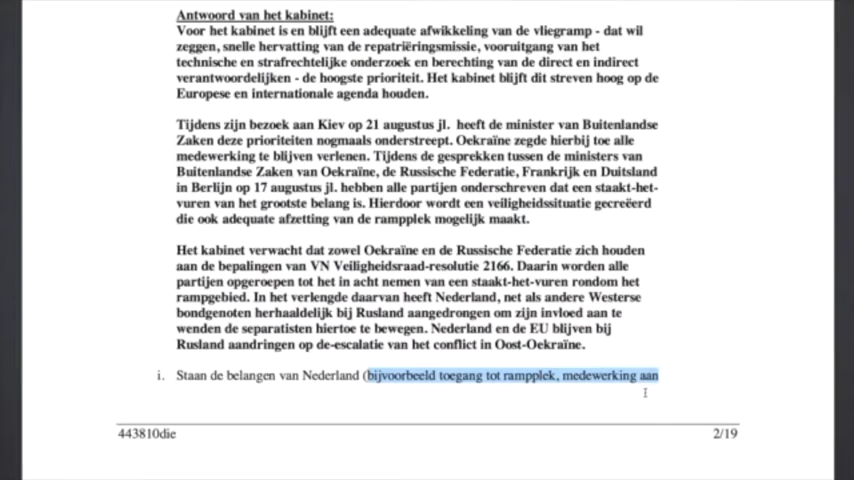 Antwoord van het kabinet:
Voor het kabinet is en blijft een adequate afwikkeling van de vliegramp - dat wil
zeggen, snelle hervatting van de repatriëringsmissie, vooruitgang van het
technische en strafrechtelijke onderzoek en berechting van de direct en indirect
verantwoordelijken - de hoogste prioriteit. Het kabinet blijft dit streven hoog op de
Europese en internationale agenda houden.
Tijdens zijn bezoek aan Kiev op 21 augustus jl. heeft de minister van Buitenlandse
Zaken deze prioriteiten nogmaals onderstreept. Oekraïne zegde hierbij toe alle
medewerking te blijven verlenen. Tijdens de gesprekken tussen de ministers van
Buitenlandse Zaken van Oekraïne, de Russische Federatie, Frankrijk en Duitsland
in Berlijn op 17 augustus jl. hebben alle partijen onderschreven dat een staakt-het-
vuren van het grootste belang is. Hierdoor wordt een veiligheidssituatie gecreëerd
die ook adequate afzetting van de rampplek mogelijk maakt.
Het kabinet verwacht dat zowel Oekraïne en de Russische Federatie zich houden
aan de bepalingen van VN Veiligheidsraad-resolutie 2166. Daarin worden alle
partijen opgeroepen tot het in acht nemen van een staakt-het-vuren rondom het
rampgebied. In het verlengde daarvan heeft Nederland, net als andere Westerse
bondgenoten herhaaldelijk bij Rusland aangedrongen om zijn invloed aan te
wenden de separatisten hiertoe te bewegen. Nederland en de EU blijven bij
Rusland aandringen op de-escalatie van het conflict in Oost-Oekraïne.
i. Staan de belangen van Nederland (bijvoorbeeld toegang tot rampplek, medewerking aan
443810die 2/19